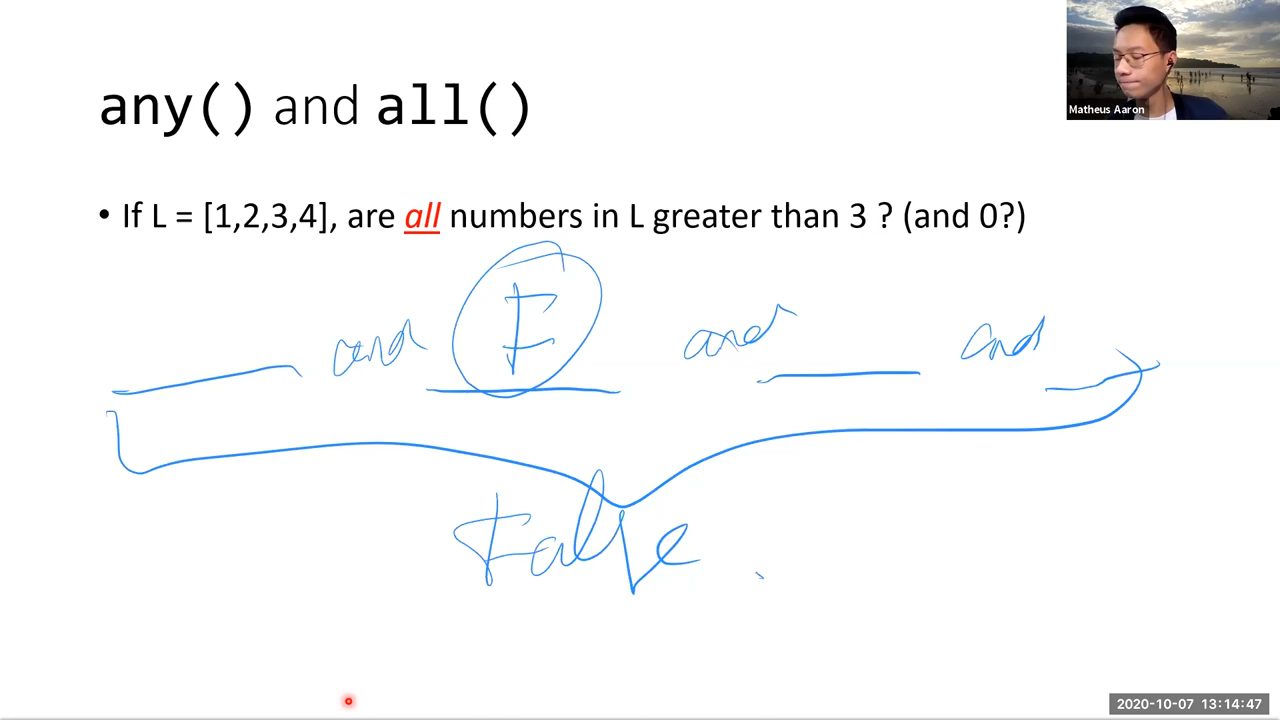 any() and all()
Matheus Aaron
• If L = [1,2,3,4], are all numbers in L greater than 3 ? (and 0?)
and F and and
False
2020-10-07 13:14:47